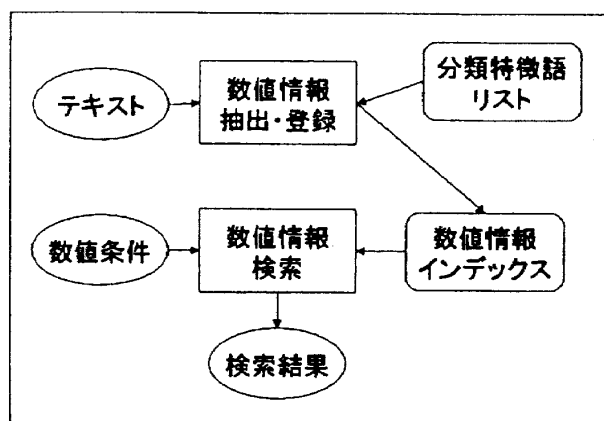 テキスト
数値情報
抽出・登録
分類特徴語
リスト
数値条件
数値情報
検索
数値情報
インデックス
検索結果